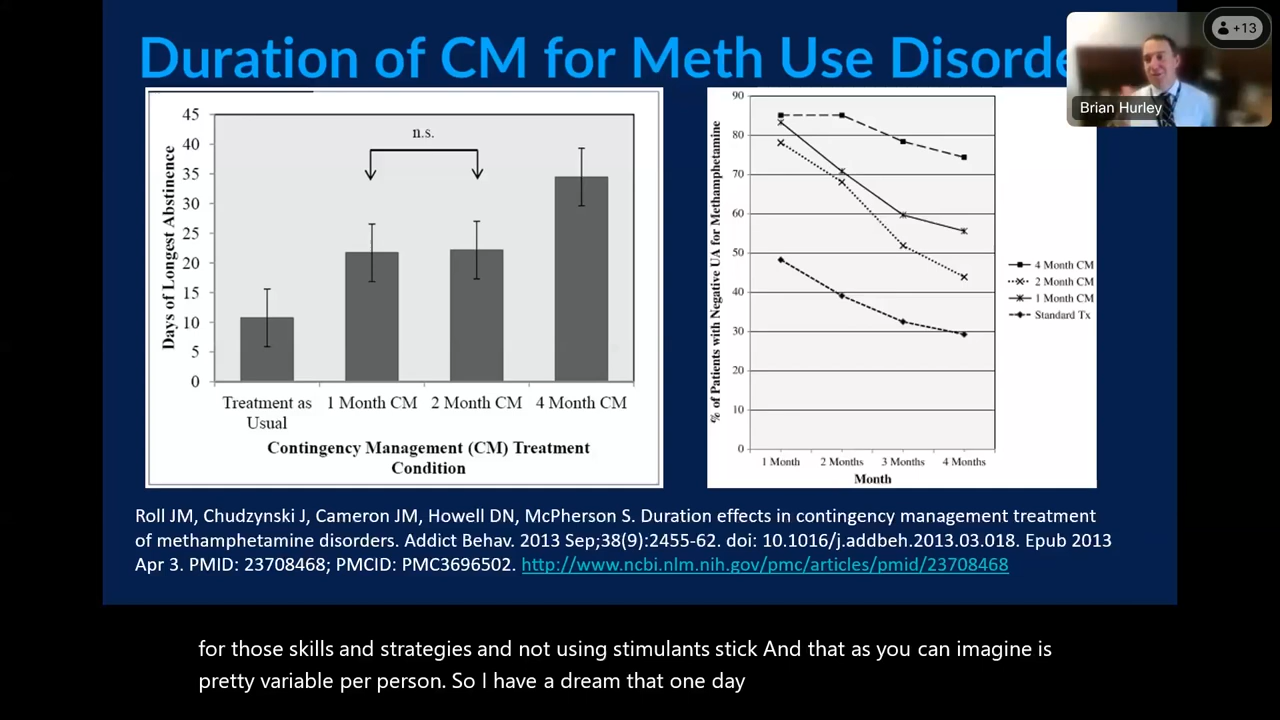 Duration of CM for Meth Use Disorde
+13
Brian Hurley
45
40
35
30
25
20
15
10
5
0
Days of Longest Abstinence
n.s.
Treatment as Usual
1 Month CM
2 Month CM
4 Month CM
Contingency Management (CM) Treatment
Condition
90
80
70
60
50
40
30
20
10
0
% of Patients with Negative UA for Methamphetamine
1 Month
2 Months
3 Months
4 Months
Month
4 Month CM
2 Month CM
1 Month CM
Standard Tx
Roll JM, Chudzynski J, Cameron JM, Howell DN, McPherson S. Duration effects in contingency management treatment
of methamphetamine disorders. Addict Behav. 2013 Sep;38(9):2455-62. doi: 10.1016/j.addbeh.2013.03.018. Epub 2013
Apr 3. PMID: 23708468; PMCID: PMC3696502. http://www.ncbi.nlm.nih.gov/pmc/articles/pmid/23708468
for those skills and strategies and not using stimulants stick And that as you can imagine is
pretty variable per person. So I have a dream that one day